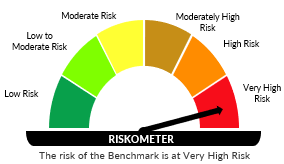 Moderate Risk
Moderately High
Risk
Low to
Moderate Risk
High Risk
Low Risk
Very High
Risk
RISKOMETER
The risk of the Benchmark is at Very High Risk